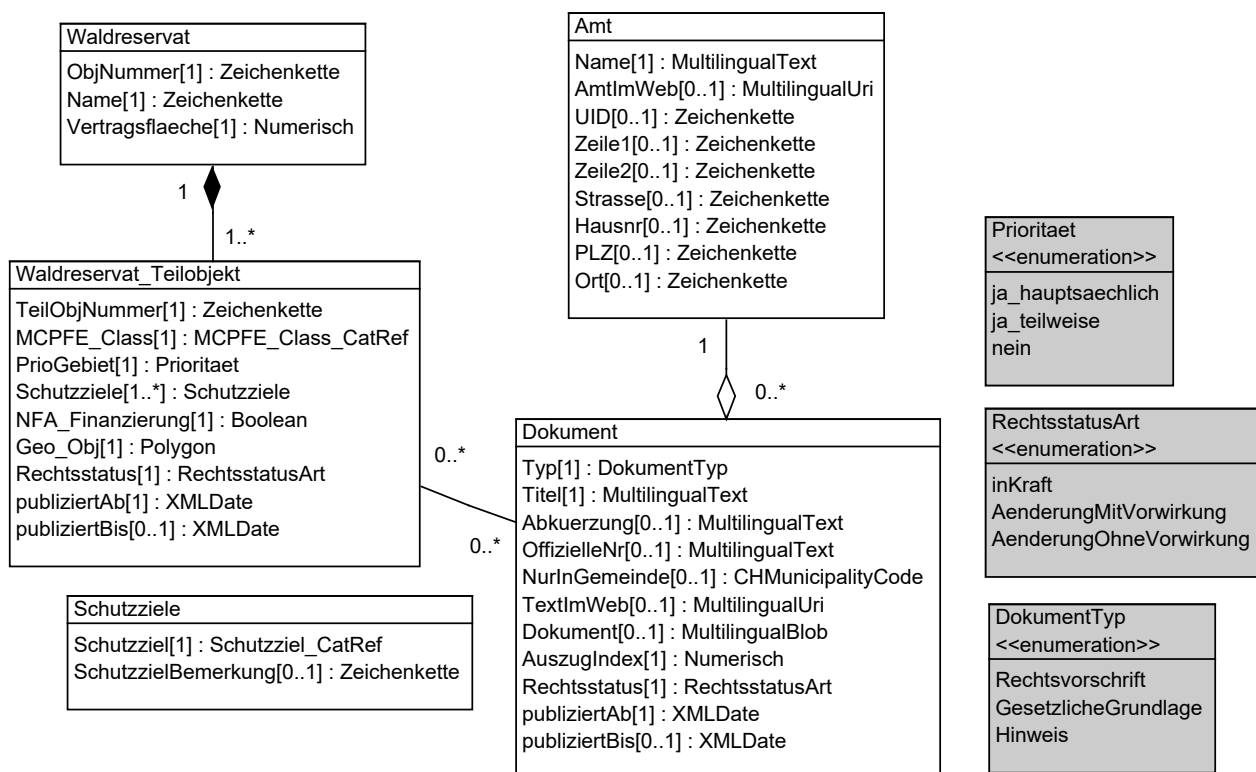 Waldreservat
ObjNummer[1] : Zeichenkette
Name[1] : Zeichenkette
Vertragsflaeche[1] : Numerisch
1
1..*
Waldreservat_Teilobjekt
TeilObjNummer[1] : Zeichenkette
MCPFE_Class[1] : MCPFE_Class_CatRef
PrioGebiet[1] : Prioritaet
Schutzziele[1..*] : Schutzziele
NFA_Finanzierung[1] : Boolean
Geo_Obj[1] : Polygon
Rechtsstatus[1] : RechtsstatusArt
publiziertAb[1] : XMLDate
publiziertBis[0..1] : XMLDate
0..*
0..*
Schutzziele
Schutzziel[1] : Schutzziel_CatRef
SchutzzielBemerkung[0..1] : Zeichenkette
Amt
Name[1] : MultilingualText
AmtImWeb[0..1] : MultilingualUri
UID[0..1] : Zeichenkette
Zeile1[0..1] : Zeichenkette
Zeile2[0..1] : Zeichenkette
Strasse[0..1] : Zeichenkette
Hausnr[0..1] : Zeichenkette
PLZ[0..1] : Zeichenkette
Ort[0..1] : Zeichenkette
1
0..*
Dokument
Typ[1] : DokumentTyp
Titel[1] : MultilingualText
Abkuerzung[0..1] : MultilingualText
OffizielleNr[0..1] : MultilingualText
NurInGemeinde[0..1] : CHMunicipalityCode
TextImWeb[0..1] : MultilingualUri
Dokument[0..1] : MultilingualBlob
AuszugIndex[1] : Numerisch
Rechtsstatus[1] : RechtsstatusArt
publiziertAb[1] : XMLDate
publiziertBis[0..1] : XMLDate
Prioritaet
<<enumeration>>
ja_hauptsaechlich
ja_teilweise
nein
RechtsstatusArt
<<enumeration>>
inKraft
AenderungMitVorwirkung
AenderungOhneVorwirkung
DokumentTyp
<<enumeration>>
Rechtsvorschrift
GesetzlicheGrundlage
Hinweis